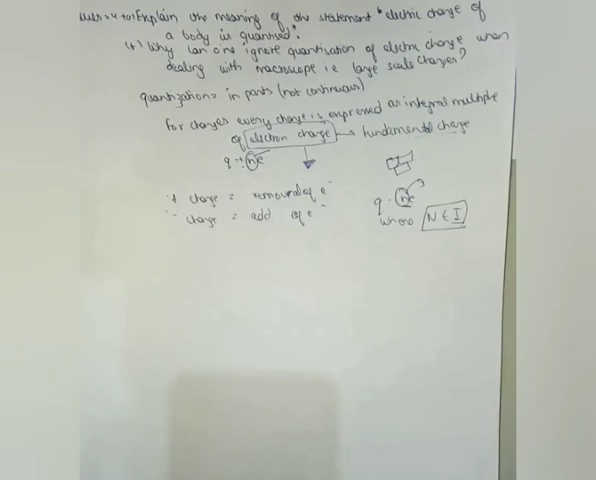 Ques:-4 (a) Explain the meaning of the statement "electric charge of
a body is quantised".
(b) Why can one ignore quantisation of electric charge when
dealing with macroscopic i.e. large scale charges?
quantization => in parts (not continuous)
For charges every charge is expressed as integral multiple
of electron charge → Fundamental charge
q = ne
+ charge = removal of e⁻
q = ne
- charge = add of e⁻
where N ∈ I